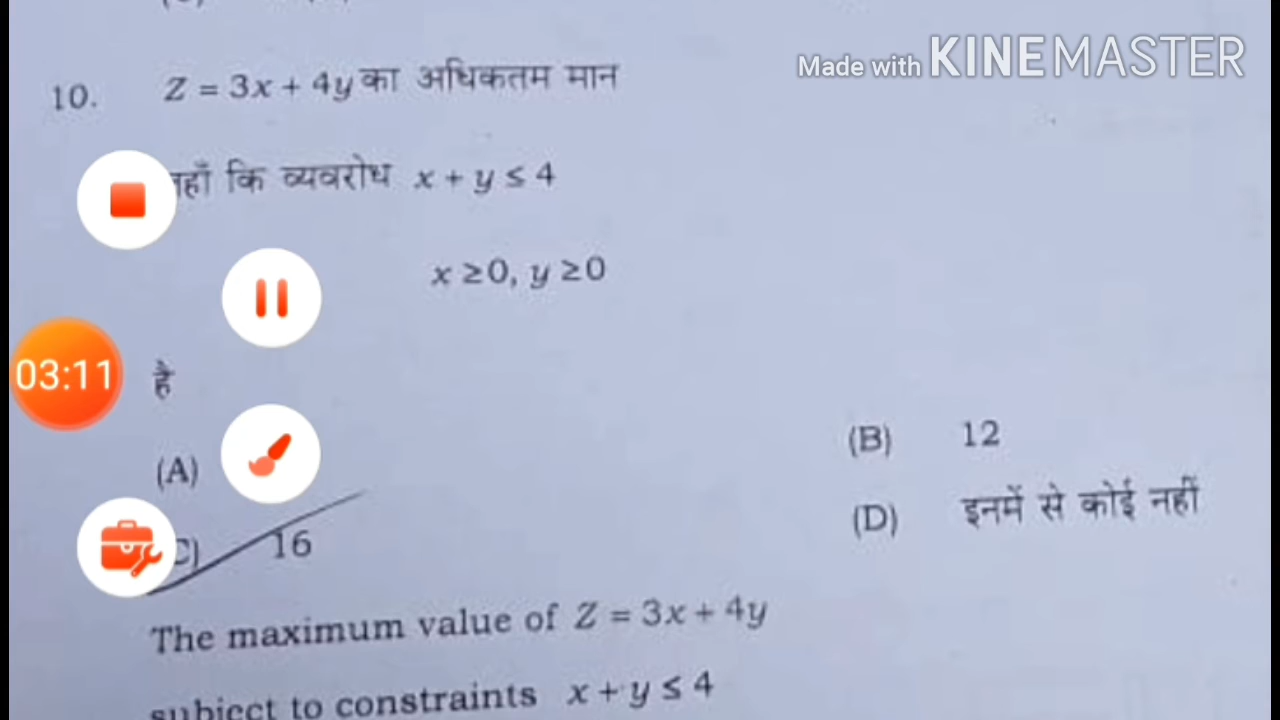 Made with KINEMASTER
10. Z = 3x + 4y का अधिकतम मान
कि व्यवरोध x + y ≤ 4
x ≥ 0, y ≥ 0
03:11
है
(A)
(B) 12
C) 16
(D) इनमें से कोई नहीं
The maximum value of Z = 3x + 4y
subject to constraints x + y ≤ 4